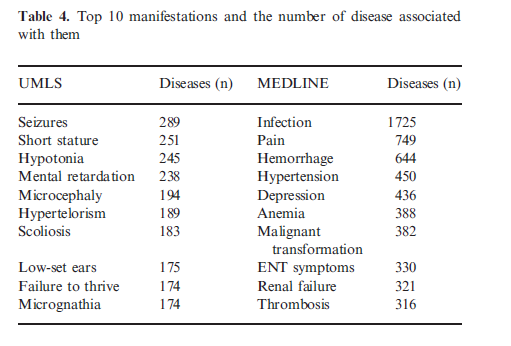 Table 4. Top 10 manifestations and the number of disease associated
with them
UMLS Diseases (n) MEDLINE Diseases (n)
Seizures 289 Infection 1725
Short stature 251 Pain 749
Hypotonia 245 Hemorrhage 644
Mental retardation 238 Hypertension 450
Microcephaly 194 Depression 436
Hypertelorism 189 Anemia 388
Scoliosis 183 Malignant 382
transformation
Low-set ears 175 ENT symptoms 330
Failure to thrive 174 Renal failure 321
Micrognathia 174 Thrombosis 316